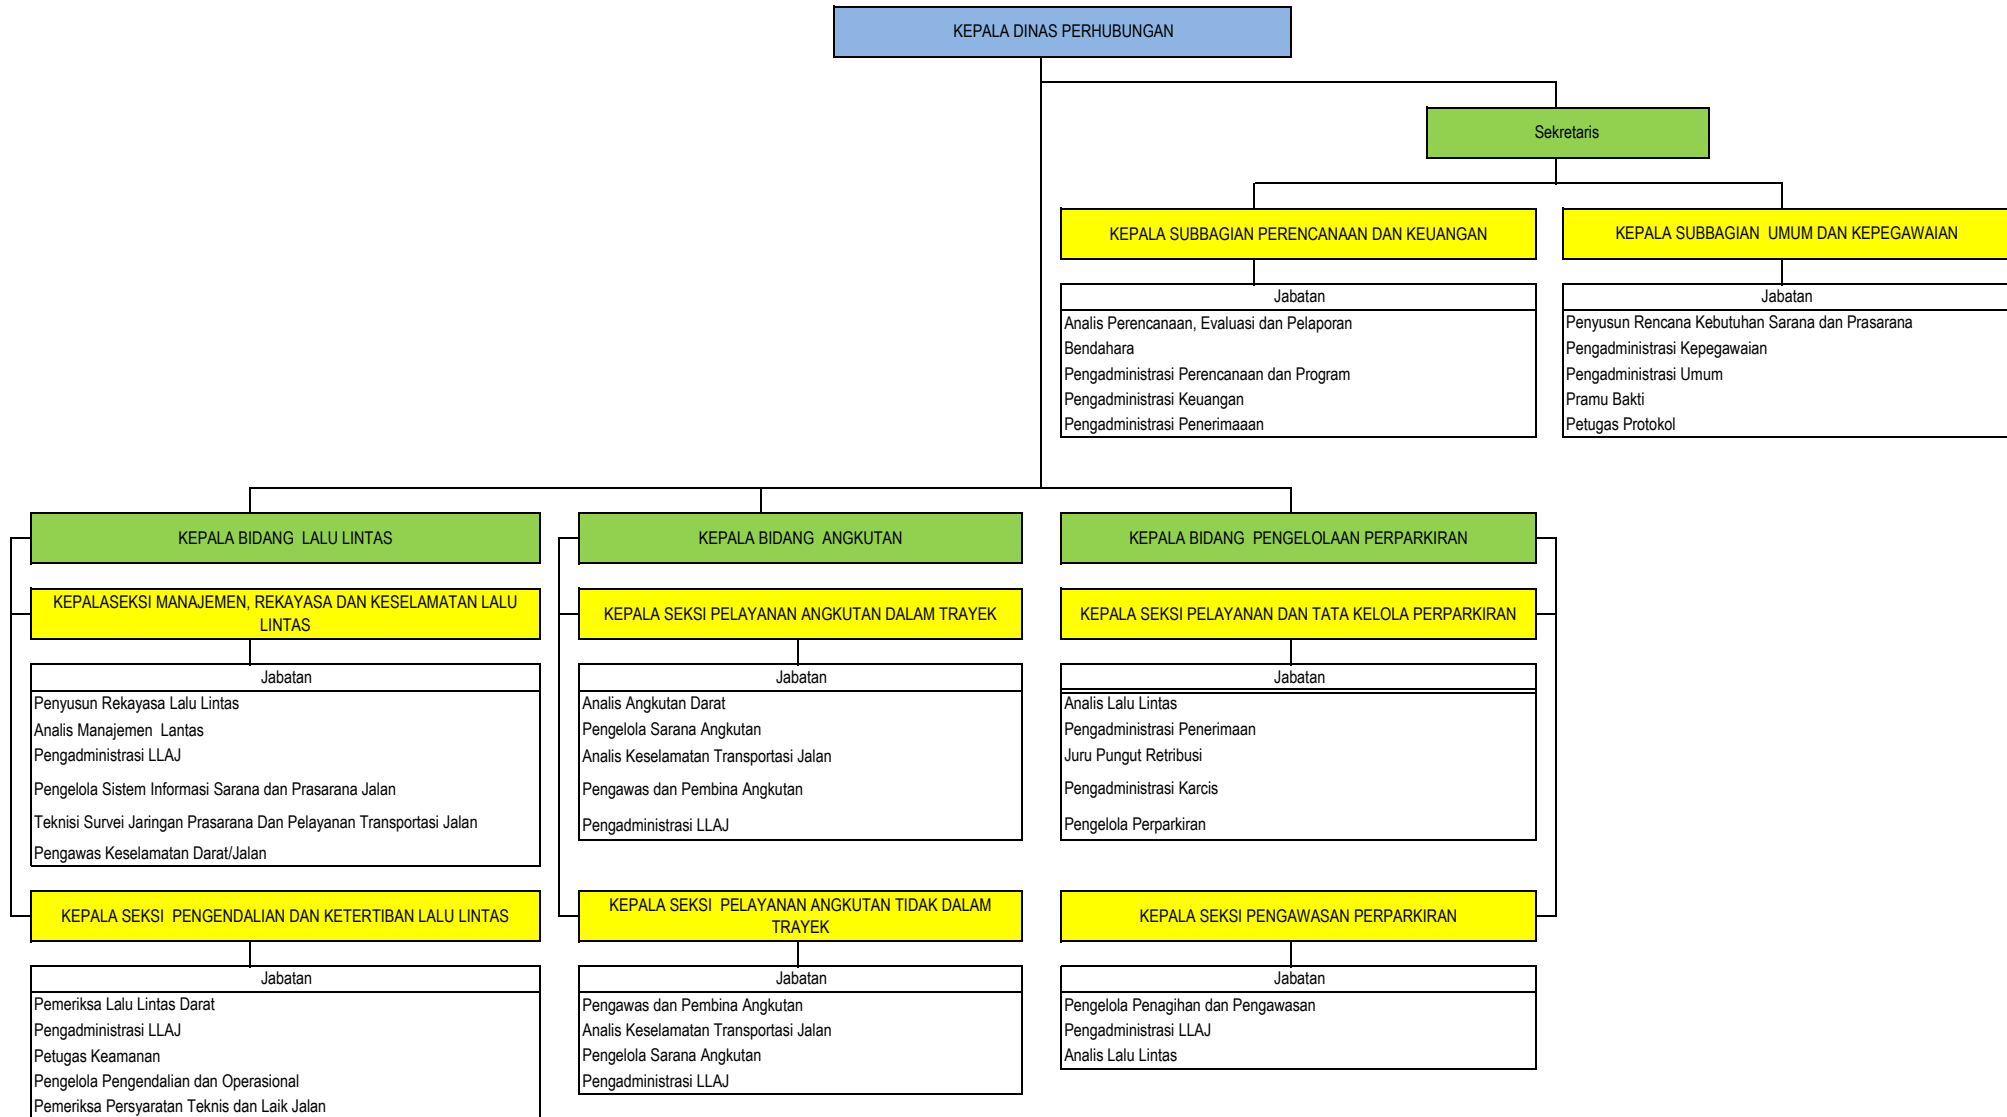 KEPALA DINAS PERHUBUNGAN
Sekretaris
KEPALA SUBBAGIAN PERENCANAAN DAN KEUANGAN
Jabatan
Analis Perencanaan, Evaluasi dan Pelaporan
Bendahara
Pengadministrasi Perencanaan dan Program
Pengadministrasi Keuangan
Pengadministrasi Penerimaaan
KEPALA SUBBAGIAN UMUM DAN KEPEGAWAIAN
Jabatan
Penyusun Rencana Kebutuhan Sarana dan Prasarana
Pengadministrasi Kepegawaian
Pengadministrasi Umum
Pramu Bakti
Petugas Protokol
KEPALA BIDANG LALU LINTAS
KEPALASEKSI MANAJEMEN, REKAYASA DAN KESELAMATAN LALU
LINTAS
Jabatan
Penyusun Rekayasa Lalu Lintas
Analis Manajemen Lantas
Pengadministrasi LLAJ
Pengelola Sistem Informasi Sarana dan Prasarana Jalan
Teknisi Survei Jaringan Prasarana Dan Pelayanan Transportasi Jalan
Pengawas Keselamatan Darat/Jalan
KEPALA SEKSI PENGENDALIAN DAN KETERTIBAN LALU LINTAS
Jabatan
Pemeriksa Lalu Lintas Darat
Pengadministrasi LLAJ
Petugas Keamanan
Pengelola Pengendalian dan Operasional
Pemeriksa Persyaratan Teknis dan Laik Jalan
KEPALA BIDANG ANGKUTAN
KEPALA SEKSI PELAYANAN ANGKUTAN DALAM TRAYEK
Jabatan
Analis Angkutan Darat
Pengelola Sarana Angkutan
Analis Keselamatan Transportasi Jalan
Pengawas dan Pembina Angkutan
Pengadministrasi LLAJ
KEPALA SEKSI PELAYANAN ANGKUTAN TIDAK DALAM
TRAYEK
Jabatan
Pengawas dan Pembina Angkutan
Analis Keselamatan Transportasi Jalan
Pengelola Sarana Angkutan
Pengadministrasi LLAJ
KEPALA BIDANG PENGELOLAAN PERPARKIRAN
KEPALA SEKSI PELAYANAN DAN TATA KELOLA PERPARKIRAN
Jabatan
Analis Lalu Lintas
Pengadministrasi Penerimaan
Juru Pungut Retribusi
Pengadministrasi Karcis
Pengelola Perparkiran
KEPALA SEKSI PENGAWASAN PERPARKIRAN
Jabatan
Pengelola Penagihan dan Pengawasan
Pengadministrasi LLAJ
Analis Lalu Lintas